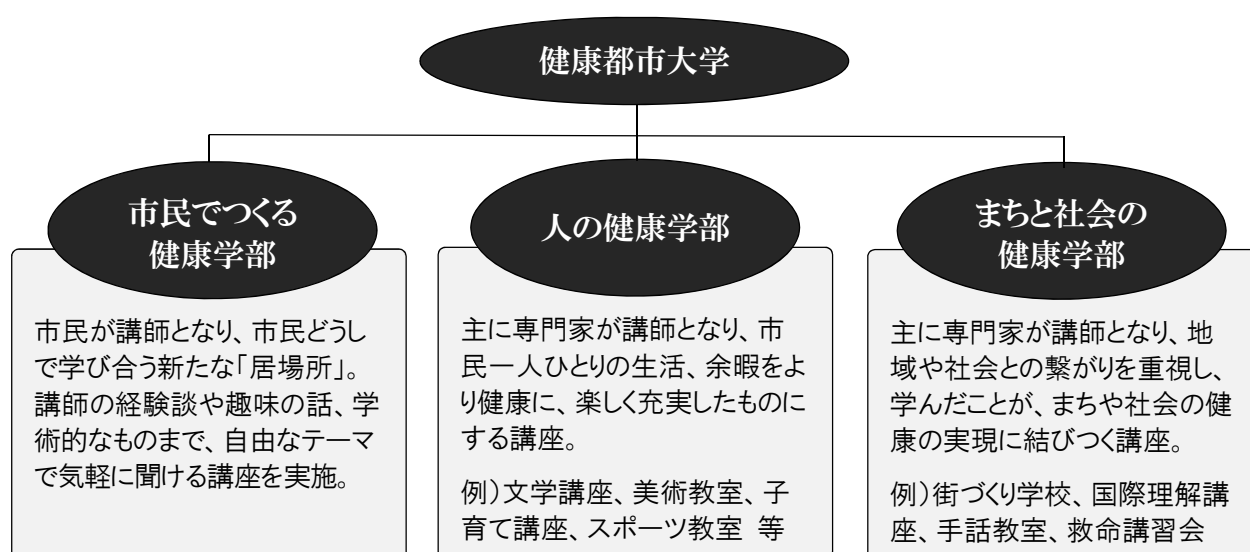 健康都市大学
市民でつくる
健康学部
市民が講師となり、市民どうし
で学び合う新たな「居場所」。
講師の経験談や趣味の話、学
術的なものまで、自由なテーマ
で気軽に聞ける講座を実施。
人の健康学部
主に専門家が講師となり、市
民一人ひとりの生活、余暇をよ
り健康に、楽しく充実したものに
する講座。
例）文学講座、美術教室、子
育て講座、スポーツ教室 等
まちと社会の
健康学部
主に専門家が講師となり、地
域や社会との繋がりを重視し、
学んだことが、まちや社会の健
康の実現に結びつく講座。
例）街づくり学校、国際理解講
座、手話教室、救命講習会